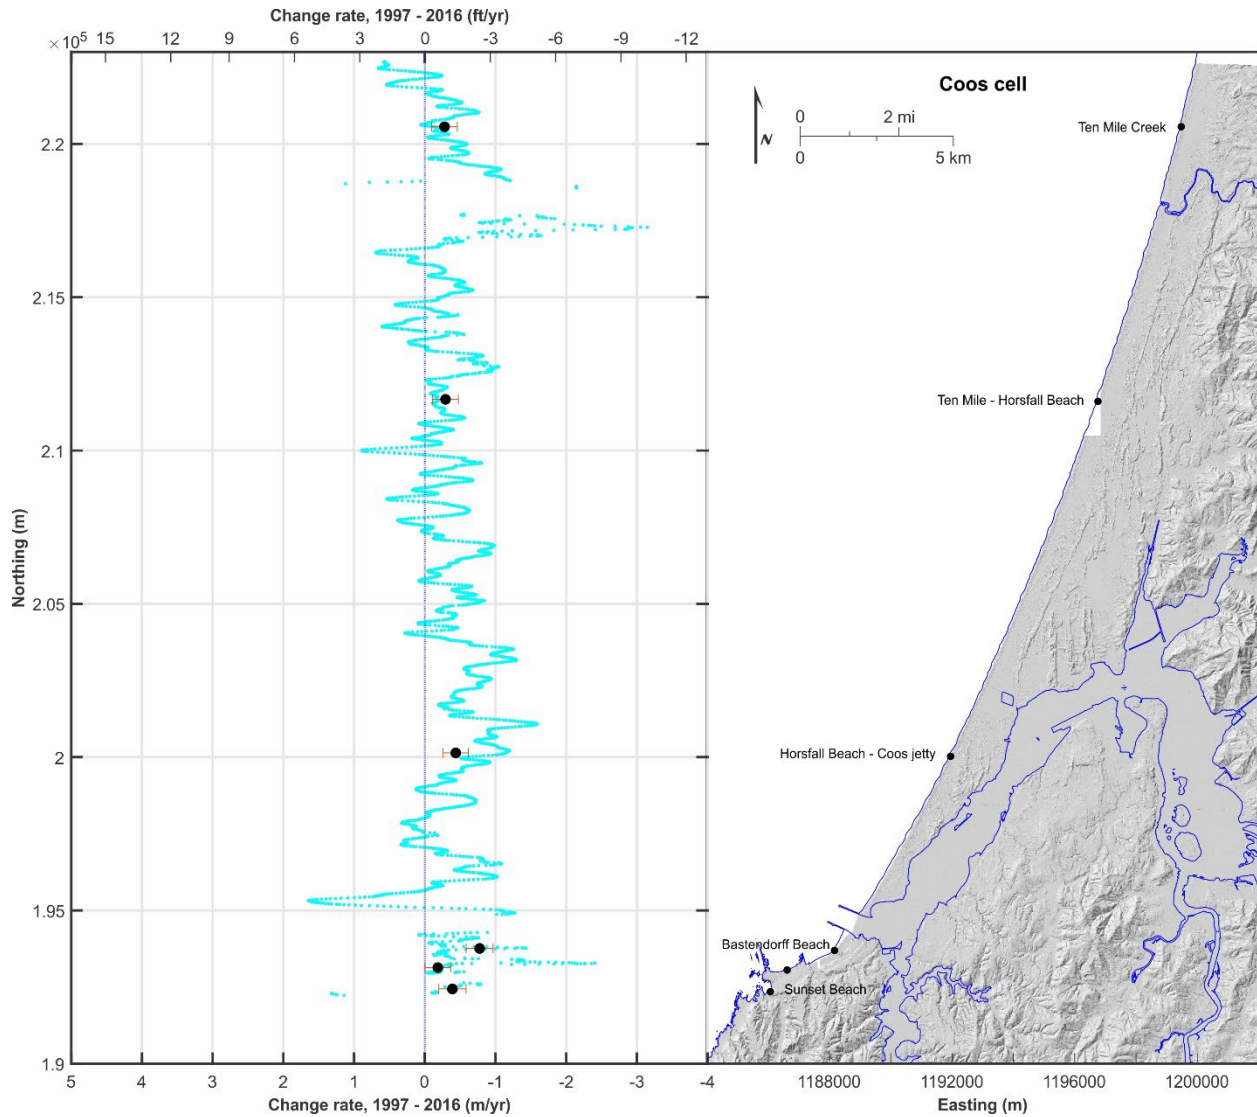 Change rate, 1997 - 2016 (ft/yr)
× 10⁵ 15 12 9 6 3 0 -3 -6 -9 -12
Coos cell
N
0 2 mi
0 5 km
Ten Mile Creek
2.2
2.15
Ten Mile - Horsfall Beach
2.1
Northing (m)
2.05
Horsfall Beach - Coos jetty
2
1.95
Bastendorff Beach
Sunset Beach
1.9
5 4 3 2 1 0 -1 -2 -3 -4
1188000 1192000 1196000 1200000
Change rate, 1997 - 2016 (m/yr)
Easting (m)